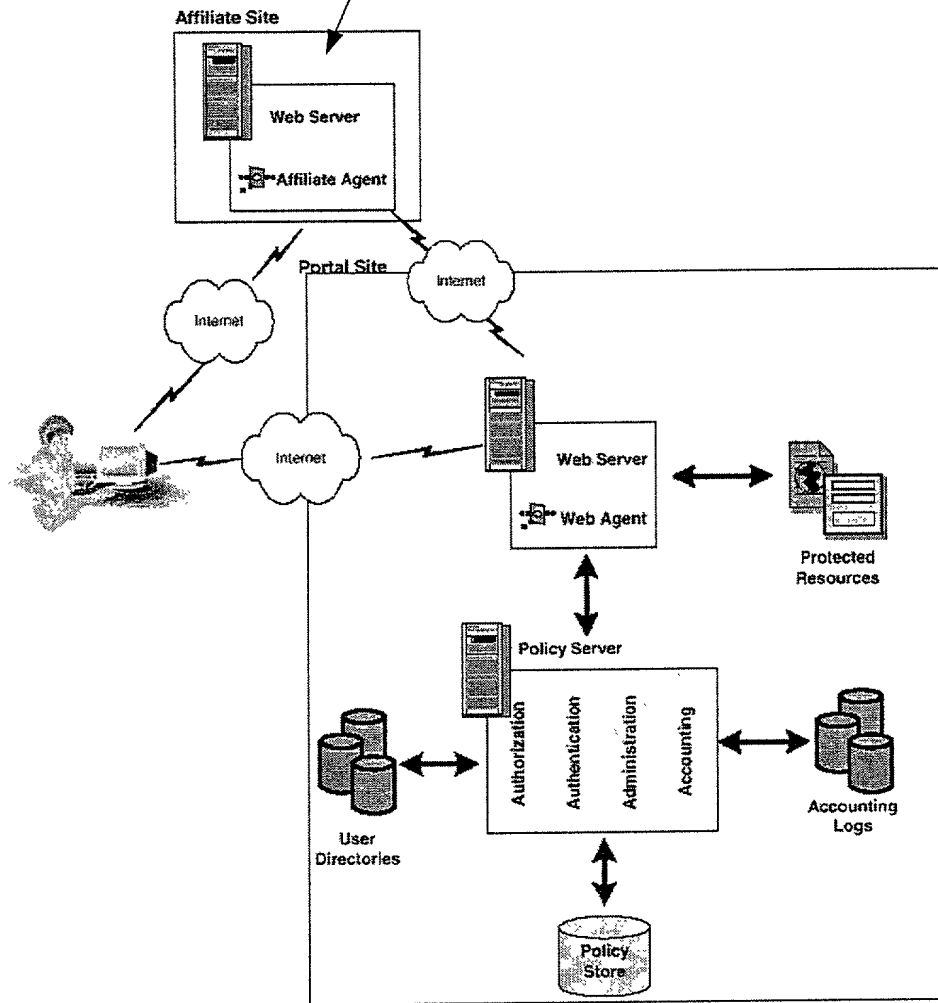 Affiliate Site
Web Server
Affiliate Agent
Portal Site
Internet
Internet
Internet
Web Server
Web Agent
Protected
Resources
Policy Server
Authorization
Authentication
Administration
Accounting
User
Directories
Accounting
Logs
Policy
Store